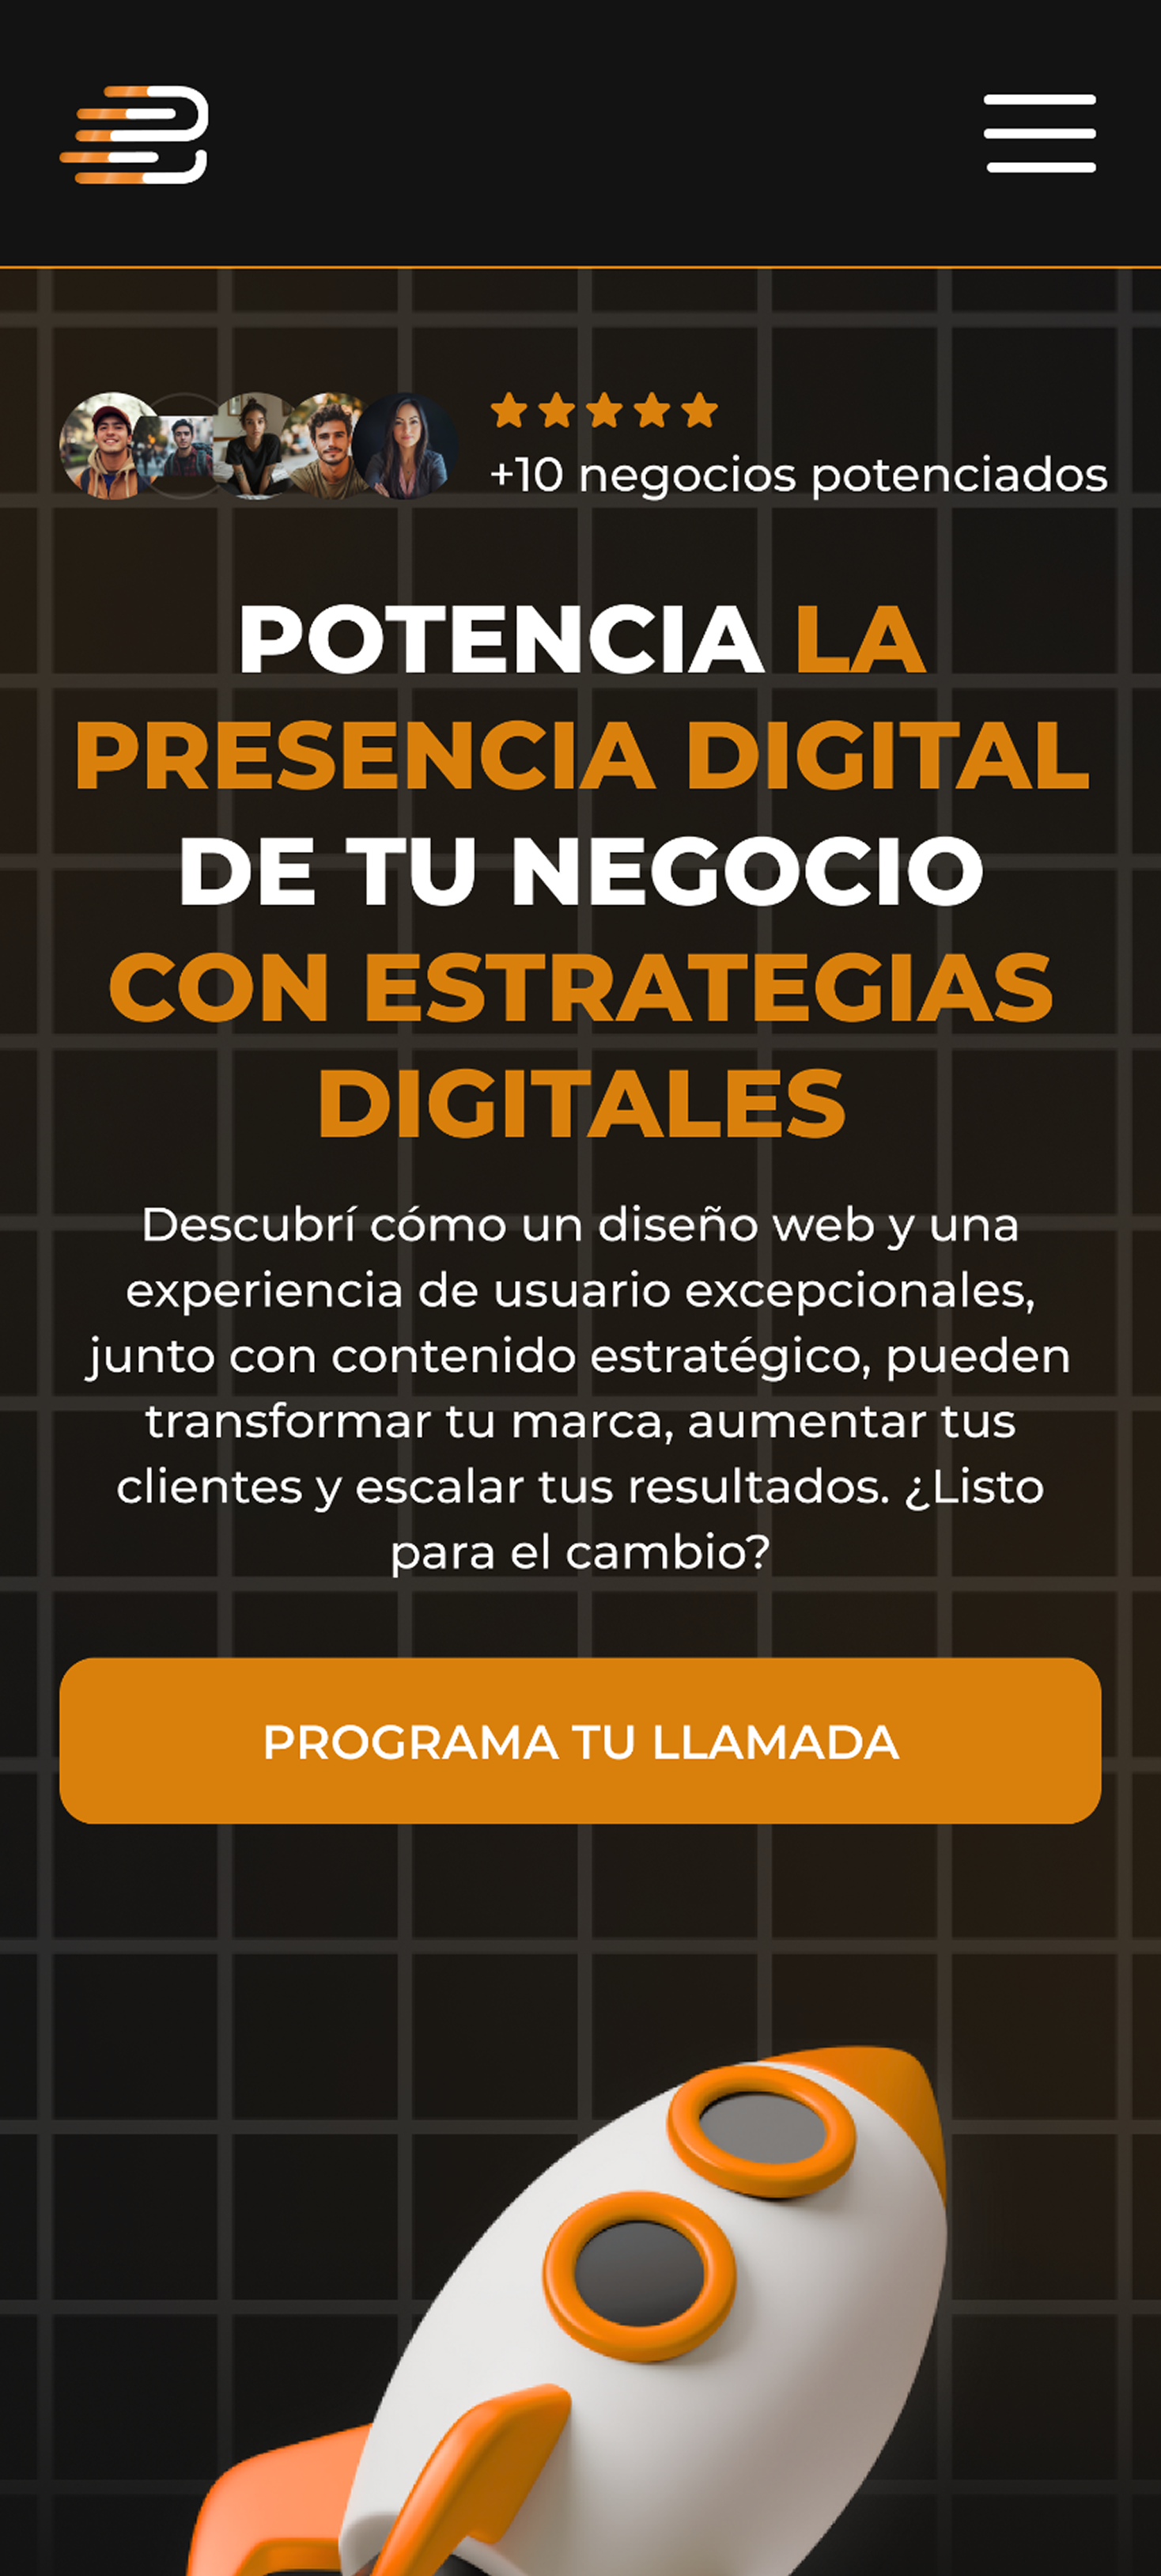 +10 negocios potenciados
POTENCIA LA
PRESENCIA DIGITAL
DE TU NEGOCIO
CON ESTRATEGIAS
DIGITALES
Descubrí cómo un diseño web y una
experiencia de usuario excepcionales,
junto con contenido estratégico, pueden
transformar tu marca, aumentar tus
clientes y escalar tus resultados. ¿Listo
para el cambio?
PROGRAMA TU LLAMADA